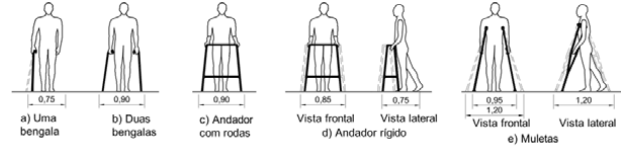 0,75
0,90
0,90
0,85
0,75
0,95
1,20
1,20
a) Uma
bengala
b) Duas
bengalas
c) Andador
com rodas
Vista frontal
Vista lateral
d) Andador rígido
Vista frontal
Vista lateral
e) Muletas